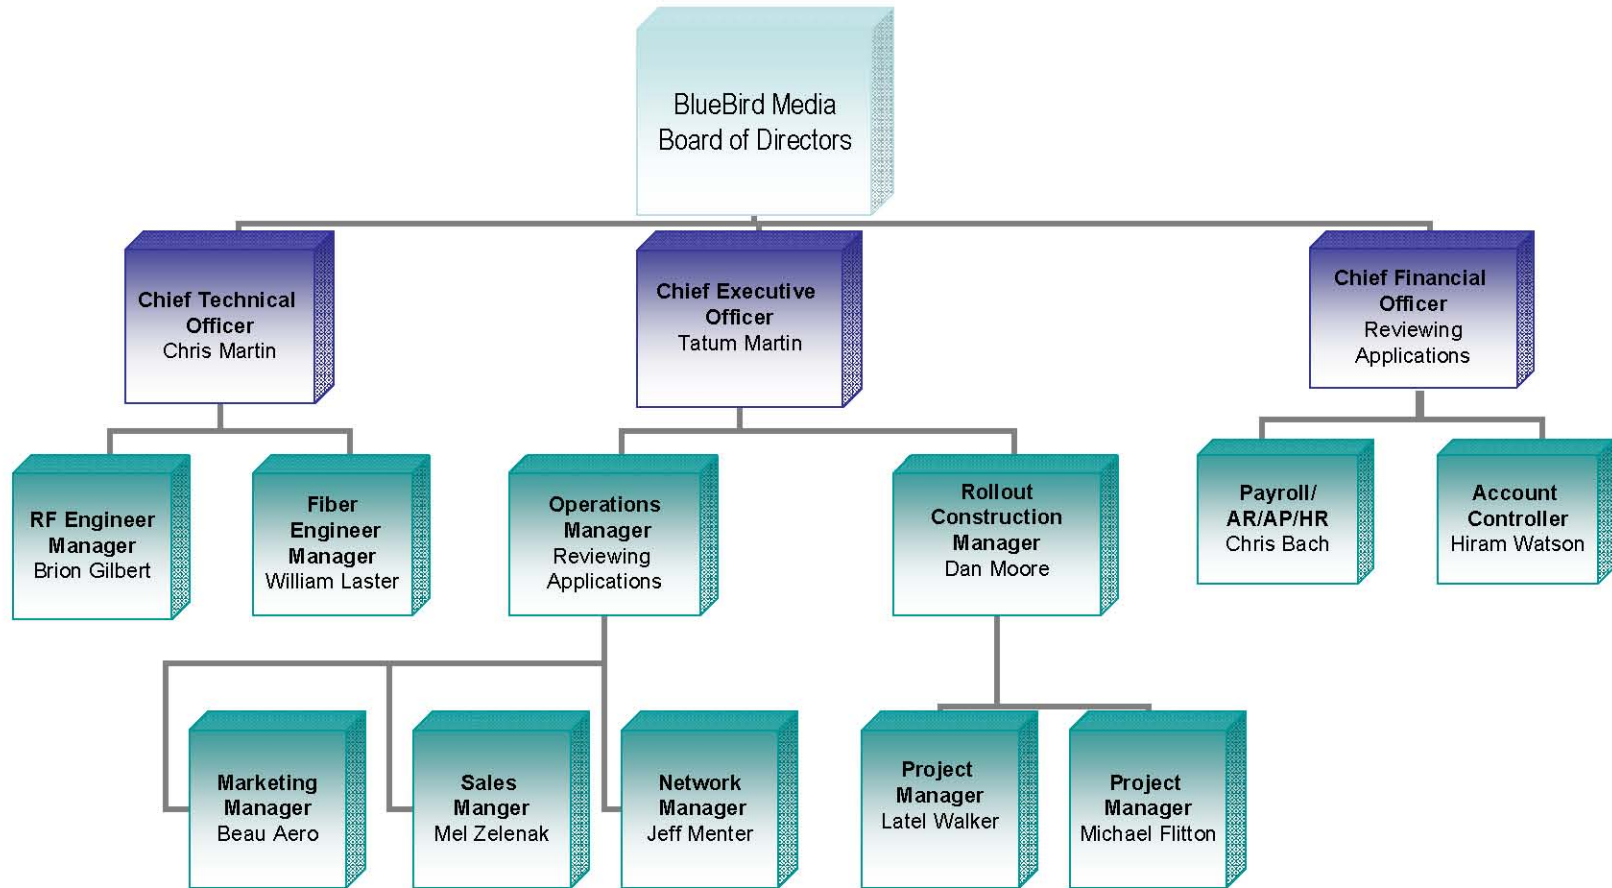 BlueBird Media
Board of Directors
Chief Technical
Officer
Chris Martin
Chief Executive
Officer
Tatum Martin
Chief Financial
Officer
Reviewing
Applications
RF Engineer
Manager
Brion Gilbert
Fiber
Engineer
Manager
William Laster
Operations
Manager
Reviewing
Applications
Rollout
Construction
Manager
Dan Moore
Payroll/
AR/AP/HR
Chris Bach
Account
Controller
Hiram Watson
Marketing
Manager
Beau Aero
Sales
Manger
Mel Zelenak
Network
Manager
Jeff Menter
Project
Manager
Latel Walker
Project
Manager
Michael Flitton